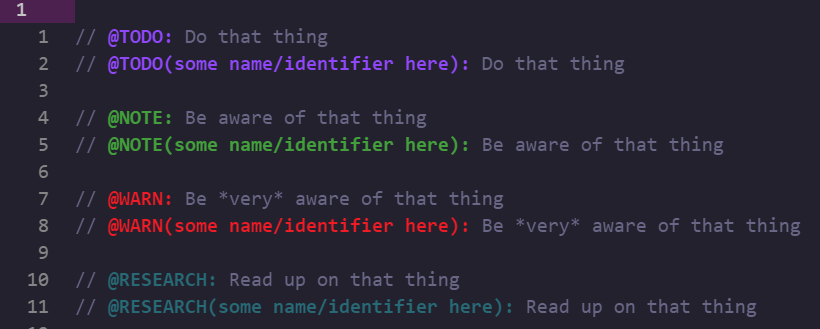 1
1 // @TODO: Do that thing
2 // @TODO(some name/identifier here): Do that thing
3
4 // @NOTE: Be aware of that thing
5 // @NOTE(some name/identifier here): Be aware of that thing
6
7 // @WARN: Be *very* aware of that thing
8 // @WARN(some name/identifier here): Be *very* aware of that thing
9
10 // @RESEARCH: Read up on that thing
11 // @RESEARCH(some name/identifier here): Read up on that thing